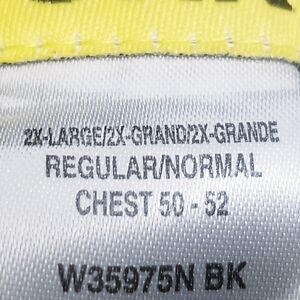 2X-LARGE/2X-GRAND/2X-GRANDE
REGULAR/NORMAL
CHEST 50 - 52
W35975N BK